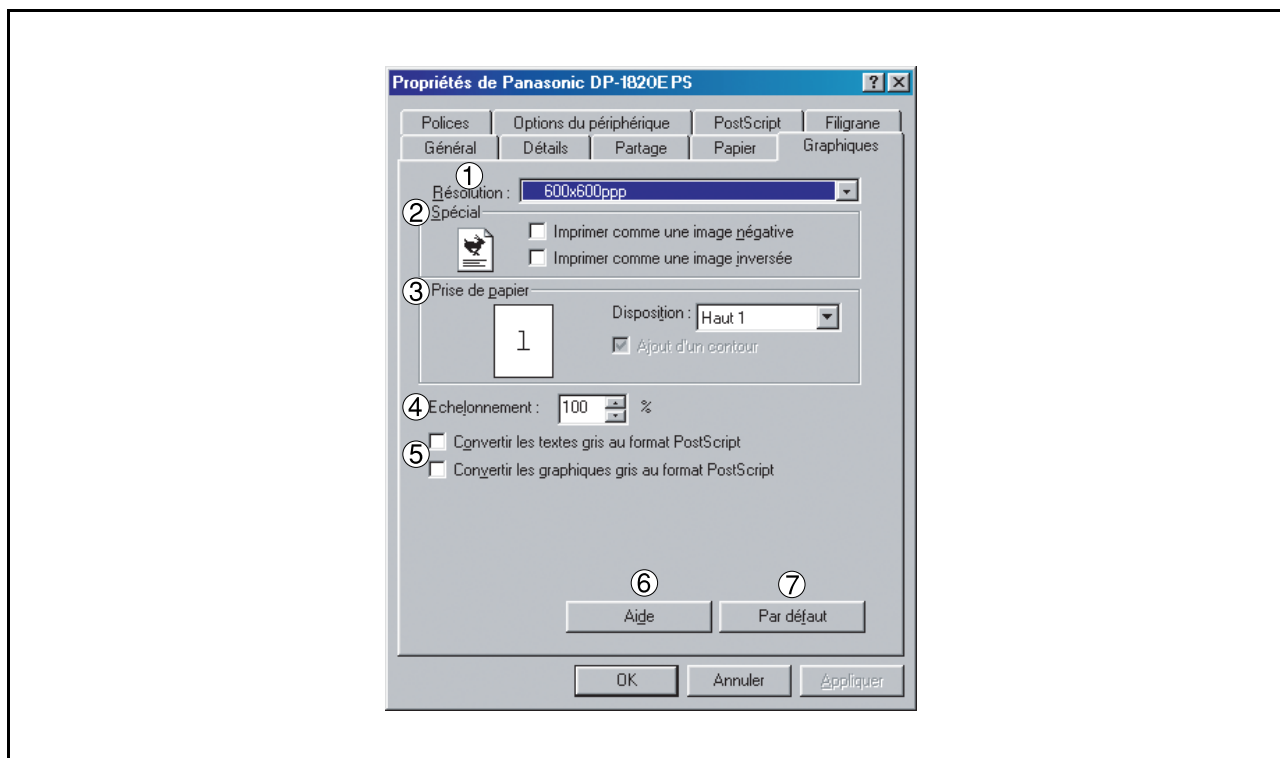 Propriétés de Panasonic DP-1820E PS
Polices Options du périphérique PostScript Filigrane
Général Détails Partage Papier Graphiques
①
Résolution : 600x600ppp
② Spécial
Imprimer comme une image négative
Imprimer comme une image inversée
③ Prise de papier
1
Disposition : Haut 1
Ajout d'un contour
④ Echelonnement : 100 %
⑤
Convertir les textes gris au format PostScript
Convertir les graphiques gris au format PostScript
⑥ ⑦
Aide Par défaut
OK Annuler Appliquer